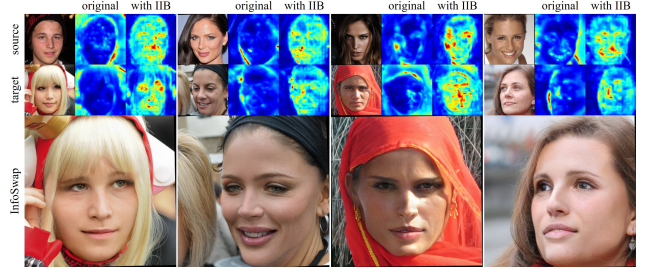 original with IIB original with IIB original with IIB original with IIB
source
target
InfoSwap